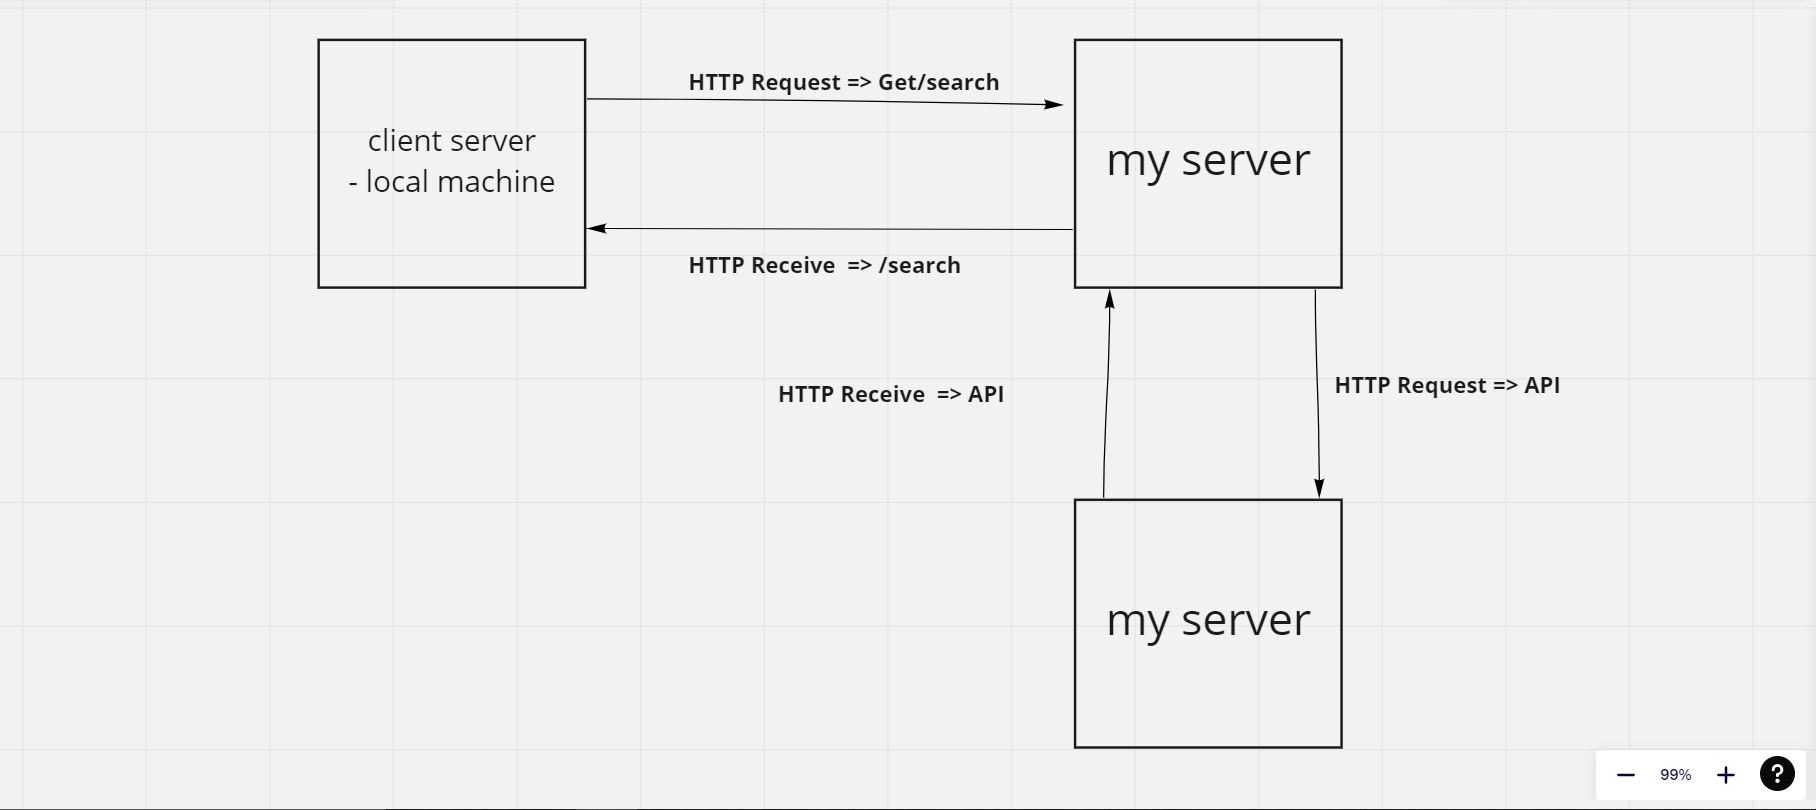 HTTP Request => Get/search
client server
- local machine
my server
HTTP Receive  => /search
HTTP Receive  => API
HTTP Request => API
my server
99%
?